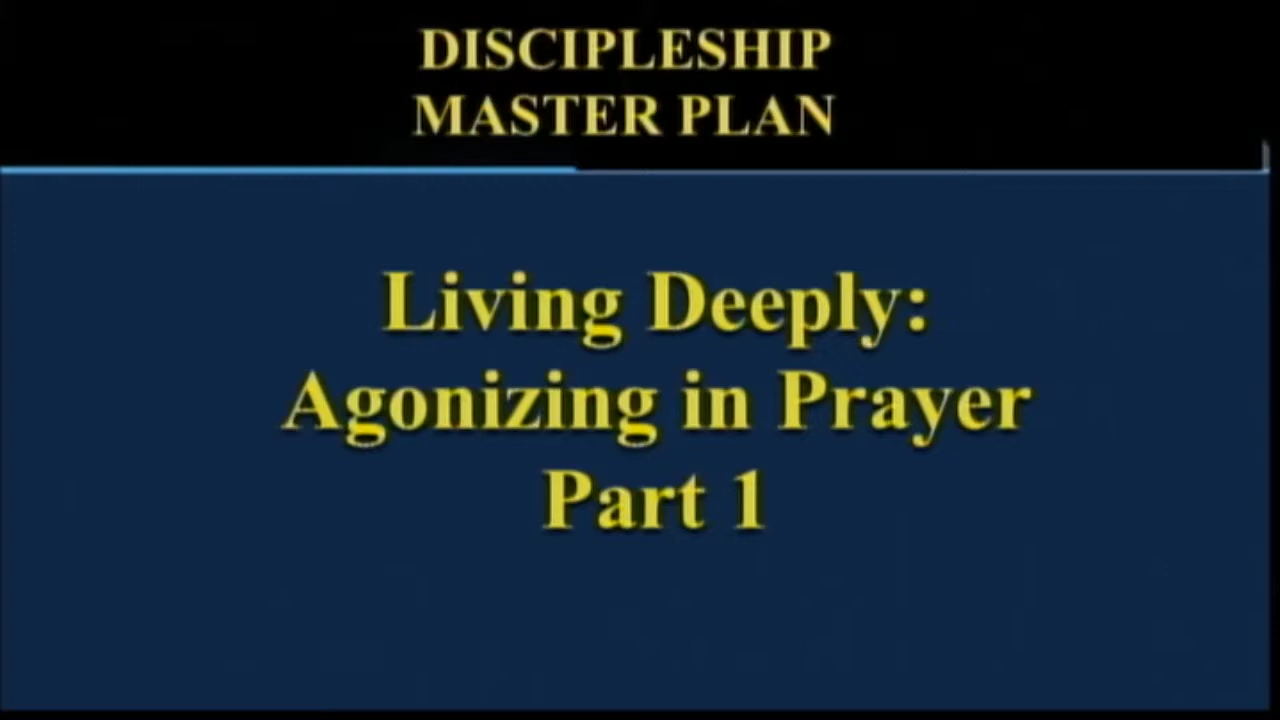 DISCIPLESHIP
MASTER PLAN
Living Deeply:
Agonizing in Prayer
Part 1